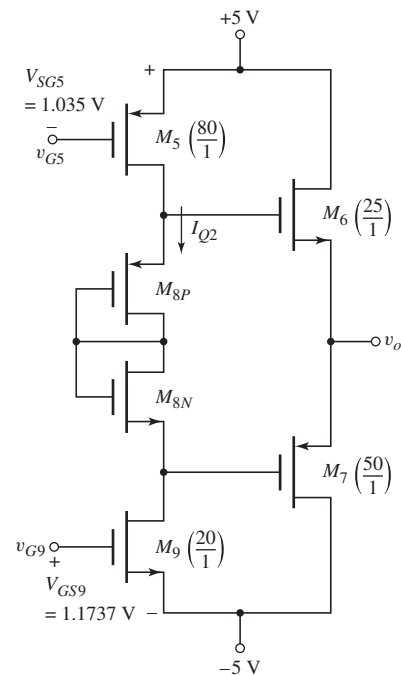 +5 V
V_SG5
= 1.035 V
+
−
v_G5
M_5 (80/1)
I_Q2
M_6 (25/1)
M_8P
v_o
M_8N
M_7 (50/1)
v_G9
+
M_9 (20/1)
V_GS9
= 1.1737 V −
−5 V